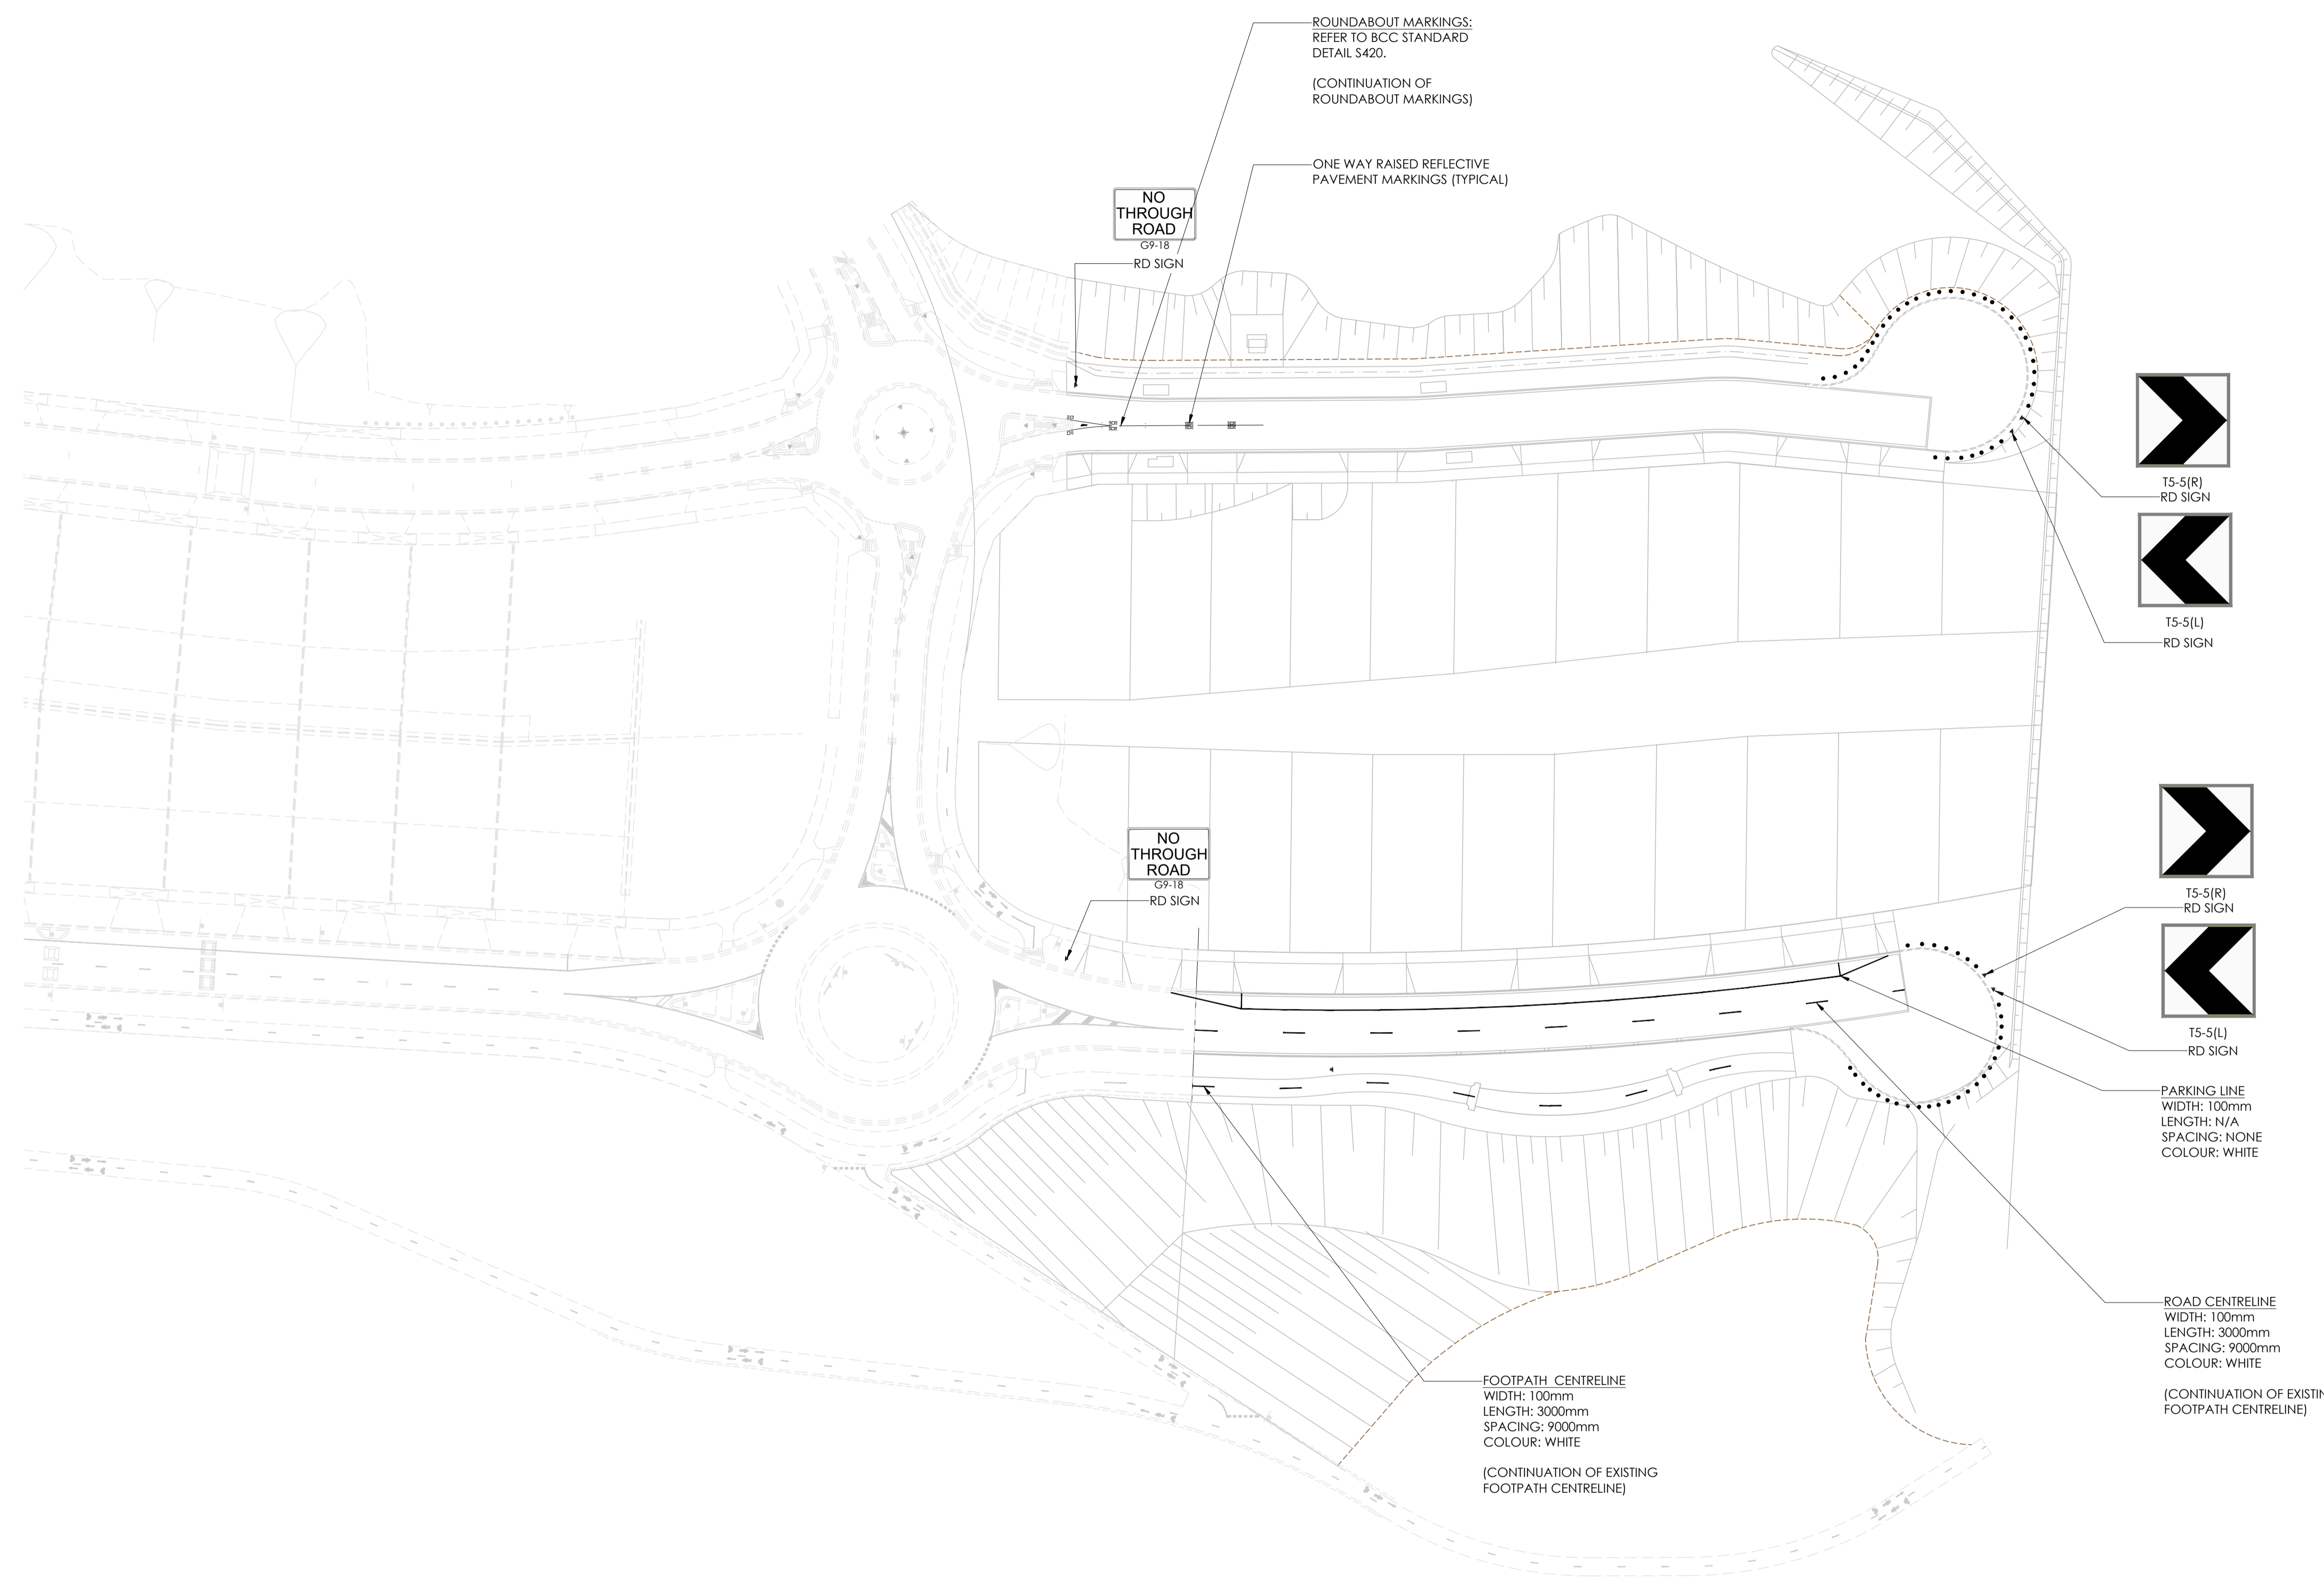 ROUNDABOUT MARKINGS:
REFER TO BCC STANDARD
DETAIL S420.
(CONTINUATION OF
ROUNDABOUT MARKINGS)
ONE WAY RAISED REFLECTIVE
PAVEMENT MARKINGS (TYPICAL)
NO
THROUGH
ROAD
G9-18
RD SIGN
T5-5(R)
RD SIGN
T5-5(L)
RD SIGN
NO
THROUGH
ROAD
G9-18
RD SIGN
T5-5(R)
RD SIGN
T5-5(L)
RD SIGN
PARKING LINE
WIDTH: 100mm
LENGTH: N/A
SPACING: NONE
COLOUR: WHITE
ROAD CENTRELINE
WIDTH: 100mm
LENGTH: 3000mm
SPACING: 9000mm
COLOUR: WHITE
(CONTINUATION OF EXISTIN
FOOTPATH CENTRELINE)
FOOTPATH CENTRELINE
WIDTH: 100mm
LENGTH: 3000mm
SPACING: 9000mm
COLOUR: WHITE
(CONTINUATION OF EXISTING
FOOTPATH CENTRELINE)